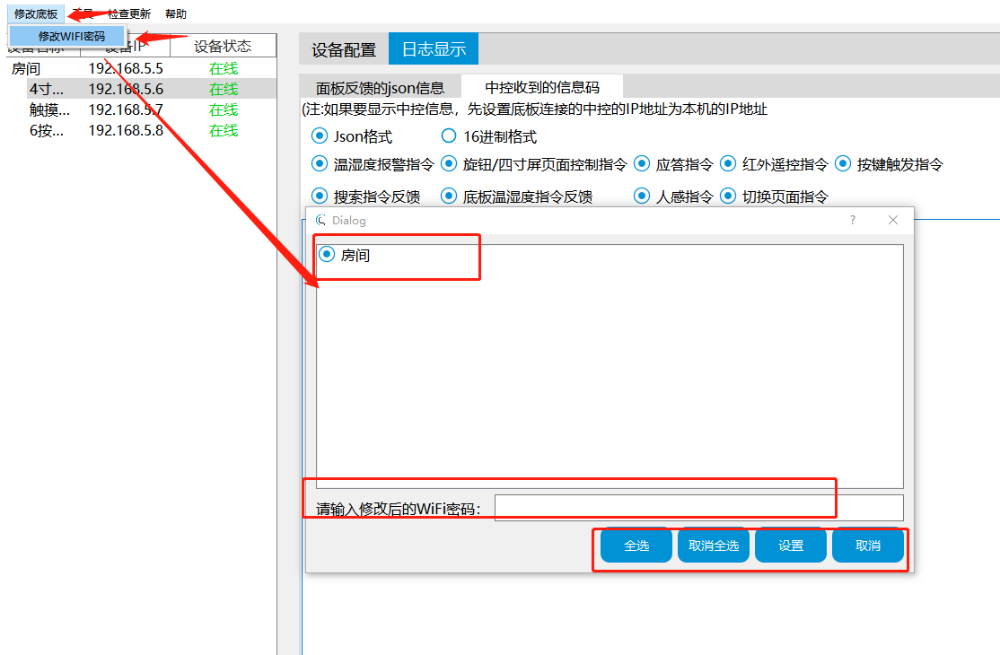 修改底板 检查更新 帮助
修改WIFI密码
设备名称 设备IP 设备状态
房间 192.168.5.5 在线
4寸... 192.168.5.6 在线
触摸... 192.168.5.7 在线
6按... 192.168.5.8 在线
设备配置 日志显示
面板反馈的json信息 中控收到的信息码
(注:如果要显示中控信息，先设置底板连接的中控的IP地址为本机的IP地址
Json格式 16进制格式
温湿度报警指令 旋钮/四寸屏页面控制指令 应答指令 红外遥控指令 按键触发指令
搜索指令反馈 底板温湿度指令反馈 人感指令 切换页面指令
Dialog
房间
请输入修改后的WiFi密码：
全选 取消全选 设置 取消